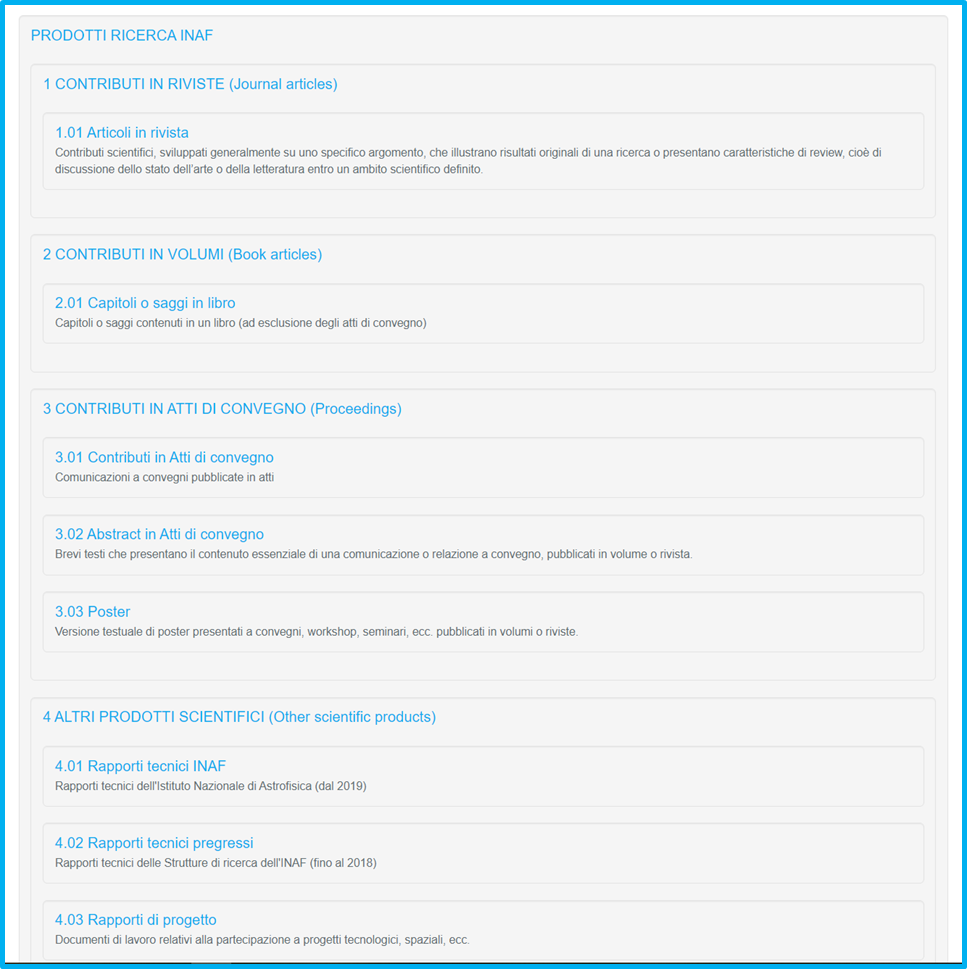 PRODOTTI RICERCA INAF
1 CONTRIBUTI IN RIVISTE (Journal articles)
1.01 Articoli in rivista
Contributi scientifici, sviluppati generalmente su uno specifico argomento, che illustrano risultati originali di una ricerca o presentano caratteristiche di review, cioè di
discussione dello stato dell'arte o della letteratura entro un ambito scientifico definito.
2 CONTRIBUTI IN VOLUMI (Book articles)
2.01 Capitoli o saggi in libro
Capitoli o saggi contenuti in un libro (ad esclusione degli atti di convegno)
3 CONTRIBUTI IN ATTI DI CONVEGNO (Proceedings)
3.01 Contributi in Atti di convegno
Comunicazioni a convegni pubblicate in atti
3.02 Abstract in Atti di convegno
Brevi testi che presentano il contenuto essenziale di una comunicazione o relazione a convegno, pubblicati in volume o rivista.
3.03 Poster
Versione testuale di poster presentati a convegni, workshop, seminari, ecc. pubblicati in volumi o riviste.
4 ALTRI PRODOTTI SCIENTIFICI (Other scientific products)
4.01 Rapporti tecnici INAF
Rapporti tecnici dell'Istituto Nazionale di Astrofisica (dal 2019)
4.02 Rapporti tecnici pregressi
Rapporti tecnici delle Strutture di ricerca dell'INAF (fino al 2018)
4.03 Rapporti di progetto
Documenti di lavoro relativi alla partecipazione a progetti tecnologici, spaziali, ecc.